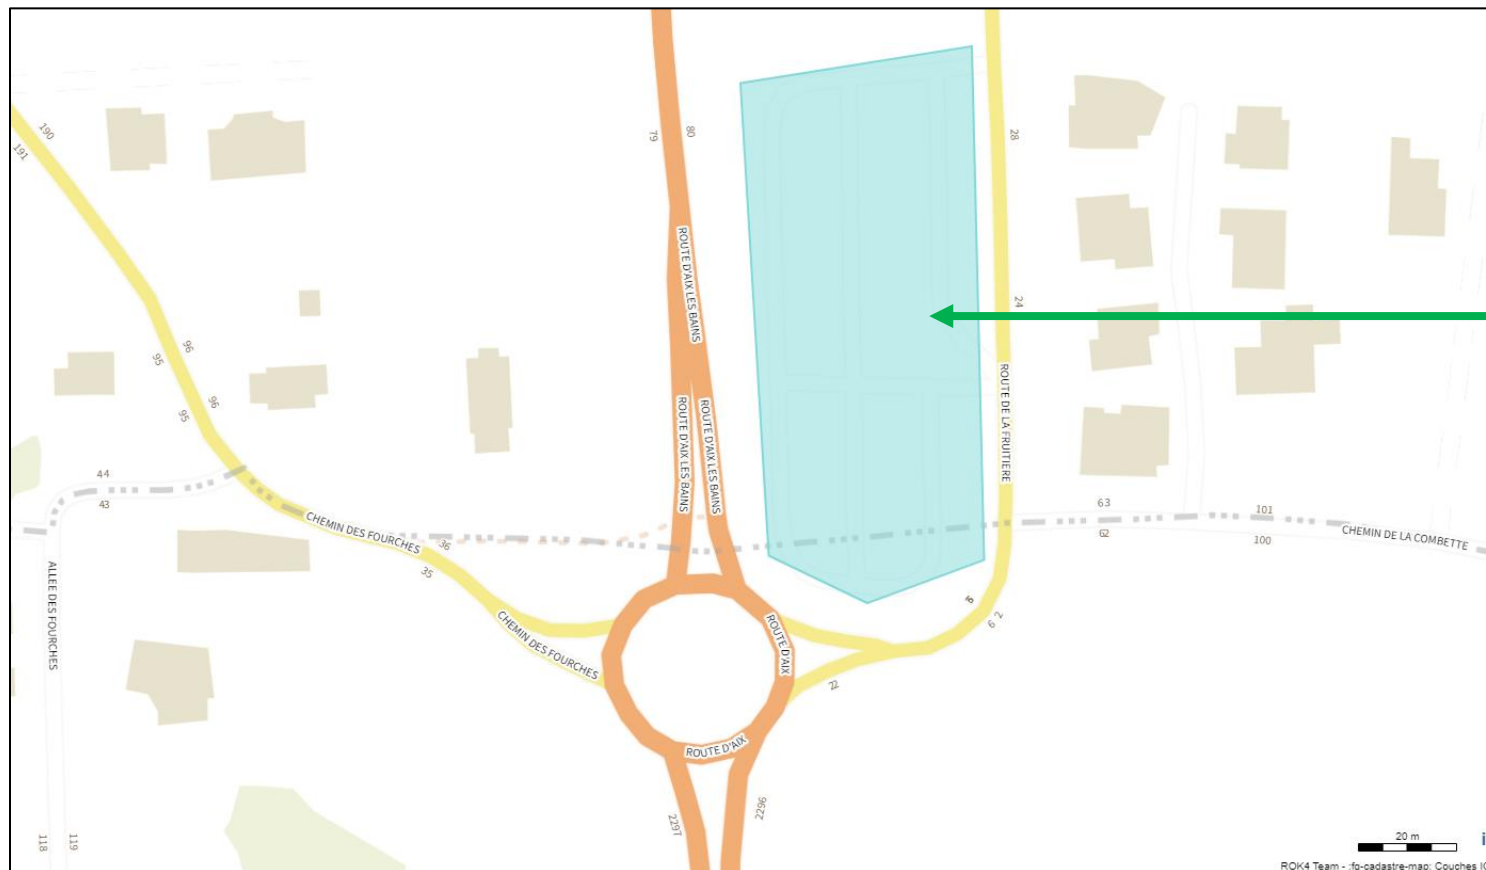 190
191
79
80
28
ROUTE D'AIX LES BAINS
24
96
95
96
95
ROUTE D'AIX LES BAINS
ROUTE D'AIX LES BAINS
ROUTE DE LA FRUITIERE
44
43
63
62
101
100
CHEMIN DE LA COMBETTE
CHEMIN DES FOURCHES
36
35
ALLEE DES FOURCHES
CHEMIN DES FOURCHES
ROUTE D'AIX
6
2
72
ROUTE D'AIX
2297
2296
118
119
20 m
i
ROK4 Team - :fq-cadastre-map: Couches IG